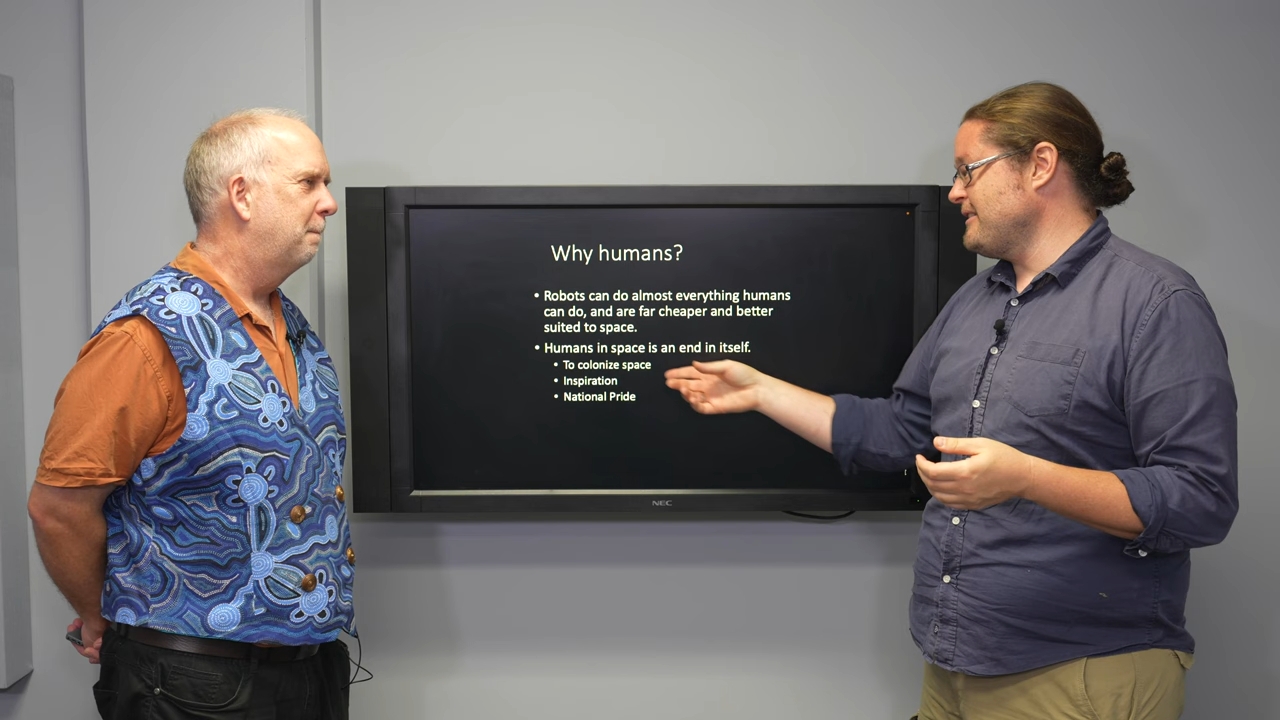 Why humans?
• Robots can do almost everything humans
can do, and are far cheaper and better
suited to space.
• Humans in space is an end in itself.
• To colonize space
• Inspiration
• National Pride
NEC